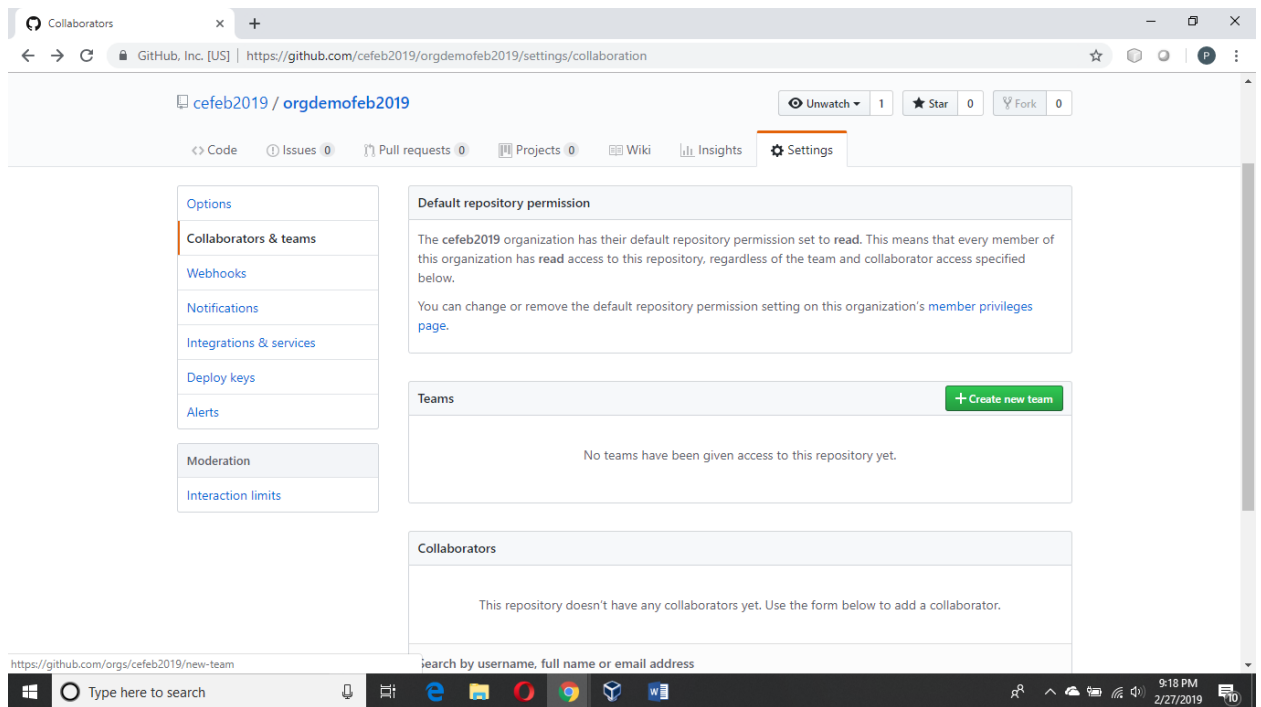 Collaborators
GitHub, Inc. [US] | https://github.com/cefeb2019/orgdemofeb2019/settings/collaboration
P
cefeb2019 / orgdemofeb2019
Unwatch 1 Star 0 Fork 0
<> Code Issues 0 Pull requests 0 Projects 0 Wiki Insights Settings
Options
Collaborators & teams
Webhooks
Notifications
Integrations & services
Deploy keys
Alerts
Moderation
Interaction limits
Default repository permission
The cefeb2019 organization has their default repository permission set to read. This means that every member of
this organization has read access to this repository, regardless of the team and collaborator access specified
below.
You can change or remove the default repository permission setting on this organization's member privileges
page.
Teams
+ Create new team
No teams have been given access to this repository yet.
Collaborators
This repository doesn't have any collaborators yet. Use the form below to add a collaborator.
Search by username, full name or email address
https://github.com/orgs/cefeb2019/new-team
Type here to search
9:18 PM
2/27/2019
10